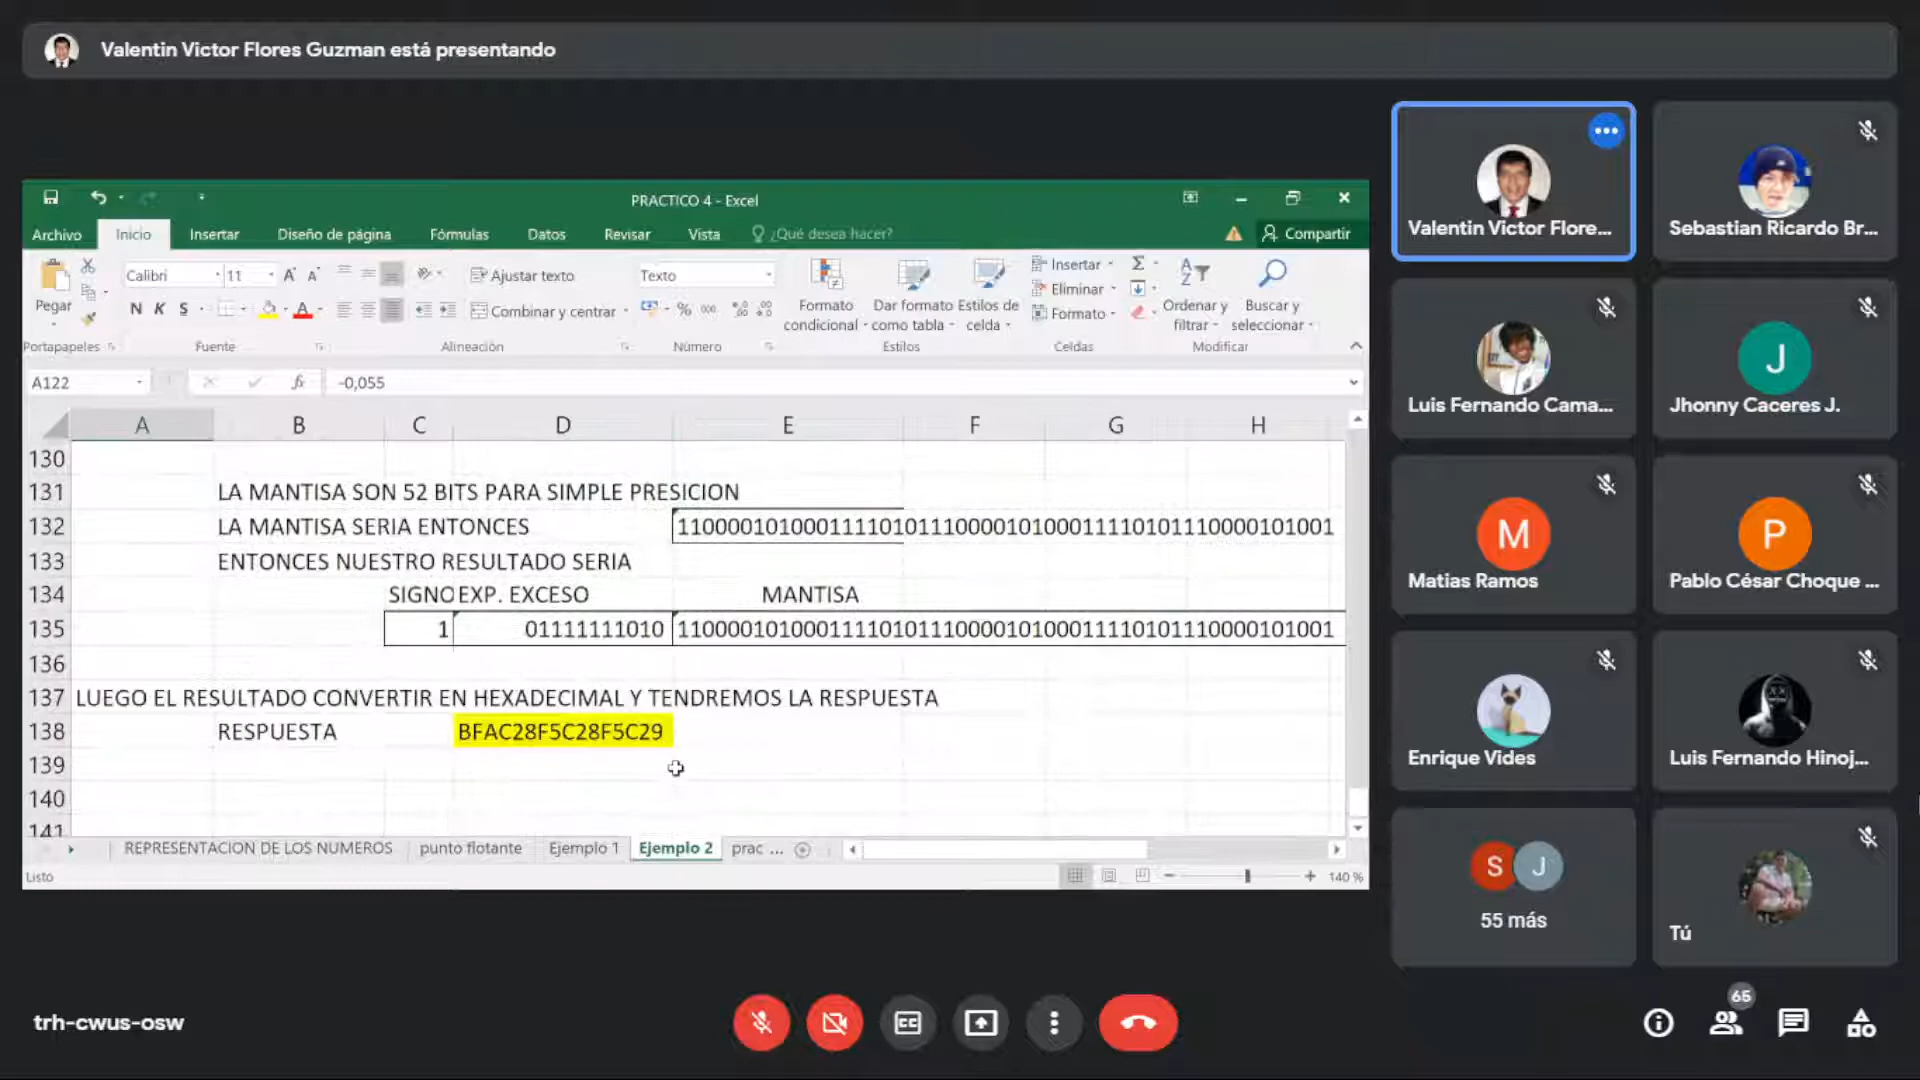 Valentin Victor Flores Guzman está presentando
PRACTICO 4 - Excel
Archivo Inicio Insertar Diseño de página Fórmulas Datos Revisar Vista ¿Qué desea hacer? Compartir
Pegar
Portapapeles
Calibri 11
N K S
Fuente
Ajustar texto
Combinar y centrar
Alineación
Texto
% 000
Número
Formato condicional
Dar formato como tabla
Estilos de celda
Estilos
Insertar
Eliminar
Formato
Celdas
Ordenar y filtrar
Buscar y seleccionar
Modificar
A122 fx -0,055
A B C D E F G H
130
131 LA MANTISA SON 52 BITS PARA SIMPLE PRESICION
132 LA MANTISA SERIA ENTONCES 1100001010001111010111000010100011110101110000101001
133 ENTONCES NUESTRO RESULTADO SERIA
134 SIGNO EXP. EXCESO MANTISA
135 1 01111111010 1100001010001111010111000010100011110101110000101001
136
137 LUEGO EL RESULTADO CONVERTIR EN HEXADECIMAL Y TENDREMOS LA RESPUESTA
138 RESPUESTA BFAC28F5C28F5C29
139
140
141
REPRESENTACION DE LOS NUMEROS punto flotante Ejemplo 1 Ejemplo 2 prac ...
Listo 140 %
Valentin Victor Flore...
Sebastian Ricardo Br...
Luis Fernando Cama...
J
Jhonny Caceres J.
M
Matias Ramos
P
Pablo César Choque ...
Enrique Vides
Luis Fernando Hinoj...
S J
55 más
Tú
trh-cwus-osw
65